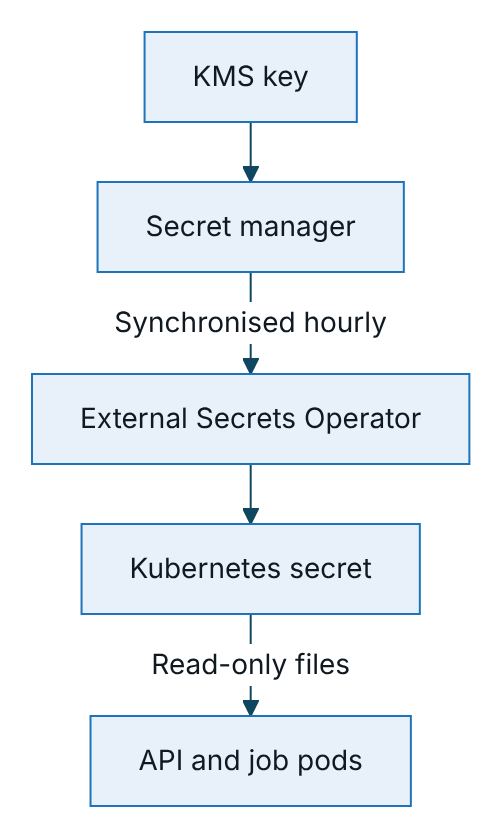 KMS key
Secret manager
Synchronised hourly
External Secrets Operator
Kubernetes secret
Read-only files
API and job pods